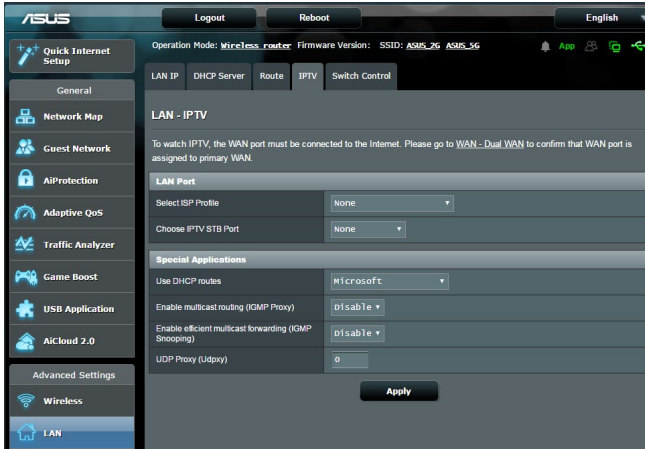 ASUS
Logout
Reboot
English
Quick Internet
Setup
Operation Mode: Wireless router Firmware Version: SSID: ASUS_2G ASUS_5G
App
LAN IP DHCP Server Route IPTV Switch Control
General
Network Map
Guest Network
AiProtection
Adaptive QoS
Traffic Analyzer
Game Boost
USB Application
AiCloud 2.0
Advanced Settings
Wireless
LAN
LAN - IPTV
To watch IPTV, the WAN port must be connected to the Internet. Please go to WAN - Dual WAN to confirm that WAN port is
assigned to primary WAN.
LAN Port
Select ISP Profile None
Choose IPTV STB Port None
Special Applications
Use DHCP routes Microsoft
Enable multicast routing (IGMP Proxy) Disable
Enable efficient multicast forwarding (IGMP
Snooping) Disable
UDP Proxy (Udpxy) 0
Apply